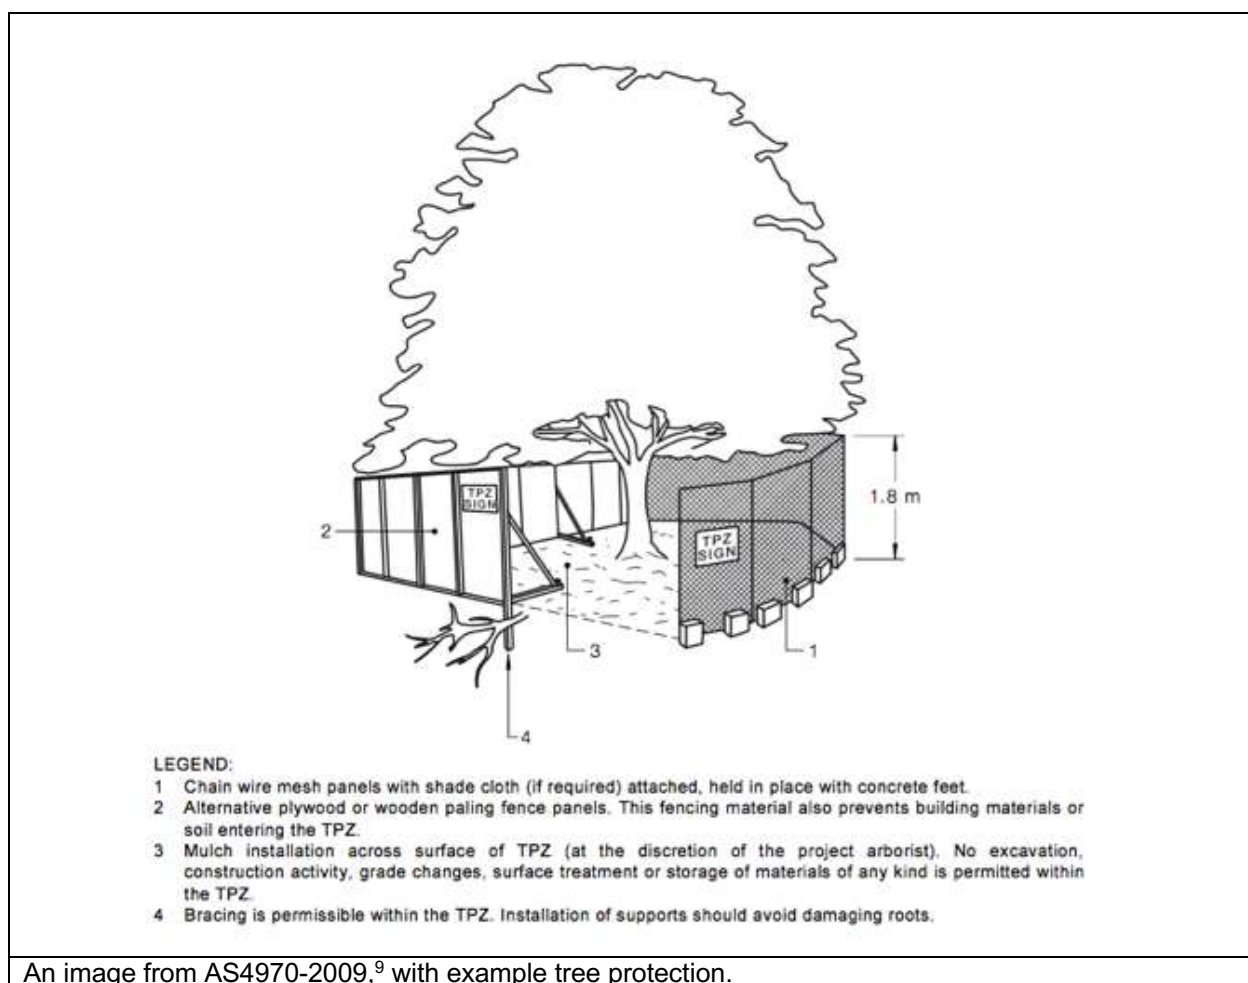 TPZ
SIGN
2
1.8 m
TPZ
SIGN
3
1
4
LEGEND:
1 Chain wire mesh panels with shade cloth (if required) attached, held in place with concrete feet.
2 Alternative plywood or wooden paling fence panels. This fencing material also prevents building materials or
soil entering the TPZ.
3 Mulch installation across surface of TPZ (at the discretion of the project arborist). No excavation,
construction activity, grade changes, surface treatment or storage of materials of any kind is permitted within
the TPZ.
4 Bracing is permissible within the TPZ. Installation of supports should avoid damaging roots.
An image from AS4970-2009,⁹ with example tree protection.